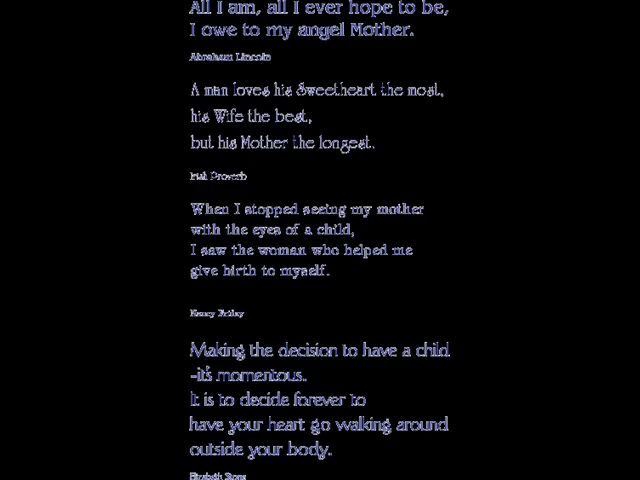 All I am, all I ever hope to be,
I owe to my angel Mother.
Abraham Lincoln
A man loves his Sweetheart the most,
his Wife the best,
but his Mother the longest.
Irish Proverb
When I stopped seeing my mother
with the eyes of a child,
I saw the woman who helped me
give birth to myself.
Nancy Friday
Making the decision to have a child
-it's momentous.
It is to decide forever to
have your heart go walking around
outside your body.
Elizabeth Stone